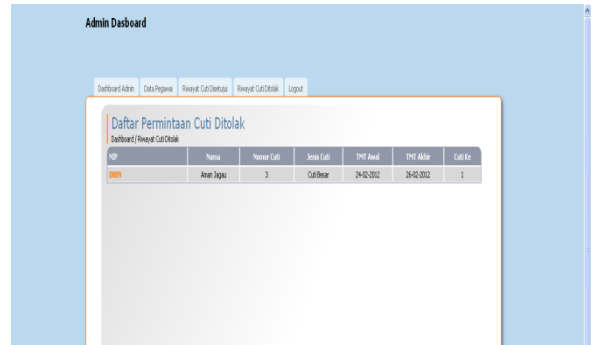 Admin Dasboard
Dashboard Admin Data Pegawai Riwayat Cuti Disetujui Riwayat Cuti Ditolak Logout
Daftar Permintaan Cuti Ditolak
Dashboard / Riwayat Cuti Ditolak
NIP Nama Nomor Cuti Jenis Cuti TMT Awal TMT Akhir Cuti Ke
0009 Aman Jagau 3 Cuti Besar 24-02-2012 26-02-2012 1